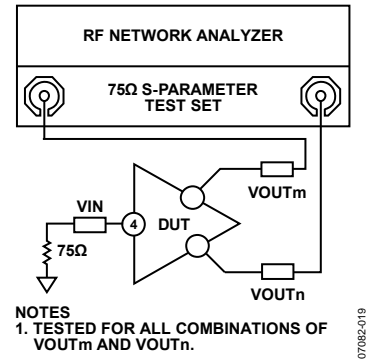 RF NETWORK ANALYZER
75Ω S-PARAMETER
TEST SET
VOUTm
VIN
4
DUT
75Ω
VOUTn
NOTES
1. TESTED FOR ALL COMBINATIONS OF
VOUTm AND VOUTn.
07082-019